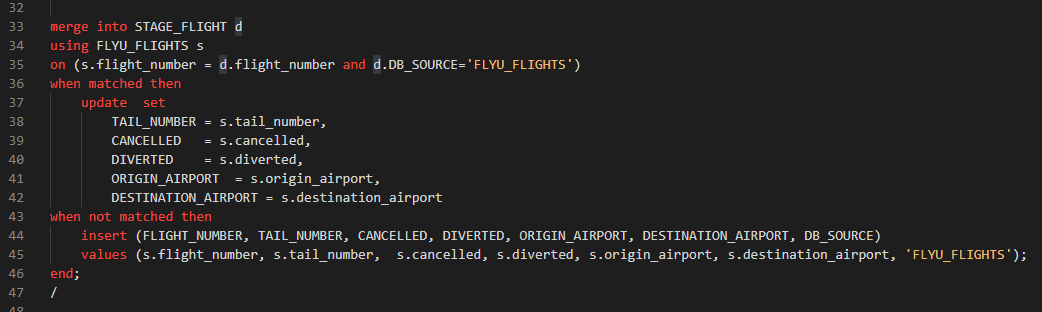 32
33 merge into STAGE_FLIGHT d
34 using FLYU_FLIGHTS s
35 on (s.flight_number = d.flight_number and d.DB_SOURCE='FLYU_FLIGHTS')
36 when matched then
37     update  set
38         TAIL_NUMBER = s.tail_number,
39         CANCELLED   = s.cancelled,
40         DIVERTED    = s.diverted,
41         ORIGIN_AIRPORT  = s.origin_airport,
42         DESTINATION_AIRPORT = s.destination_airport
43 when not matched then
44     insert (FLIGHT_NUMBER, TAIL_NUMBER, CANCELLED, DIVERTED, ORIGIN_AIRPORT, DESTINATION_AIRPORT, DB_SOURCE)
45     values (s.flight_number, s.tail_number,  s.cancelled, s.diverted, s.origin_airport, s.destination_airport, 'FLYU_FLIGHTS');
46 end;
47 /
48